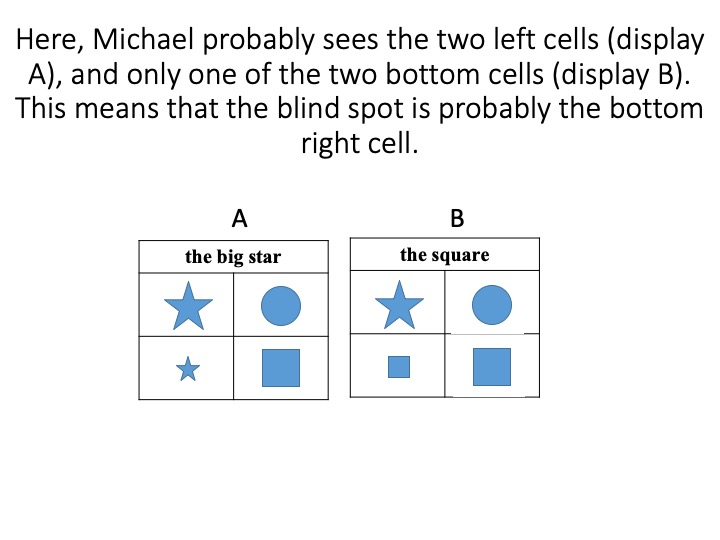 Here, Michael probably sees the two left cells (display
A), and only one of the two bottom cells (display B).
This means that the blind spot is probably the bottom
right cell.
A B
the big star the square